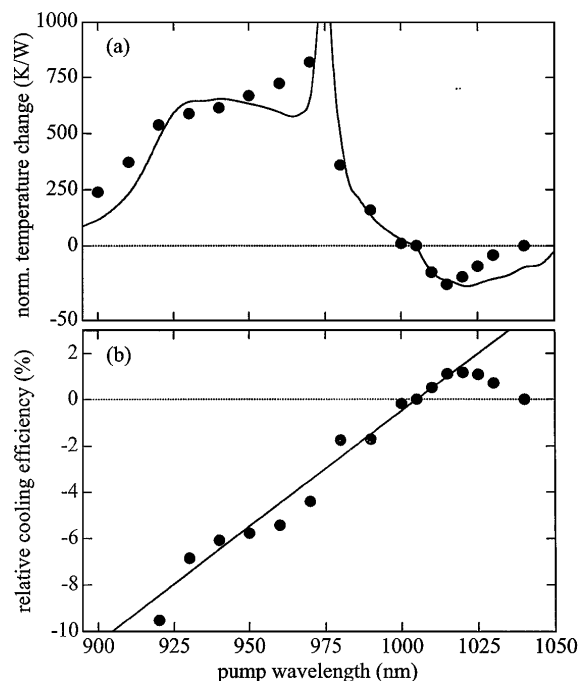 1000
(a)
750
500
250
0
-50
norm. temperature change (K/W)
(b)
2
0
-2
-4
-6
-8
-10
relative cooling efficiency (%)
900 925 950 975 1000 1025 1050
pump wavelength (nm)